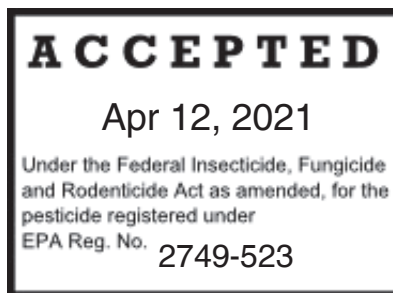 ACCEPTED
Apr 12, 2021
Under the Federal Insecticide, Fungicide
and Rodenticide Act as amended, for the
pesticide registered under
EPA Reg. No. 2749-523